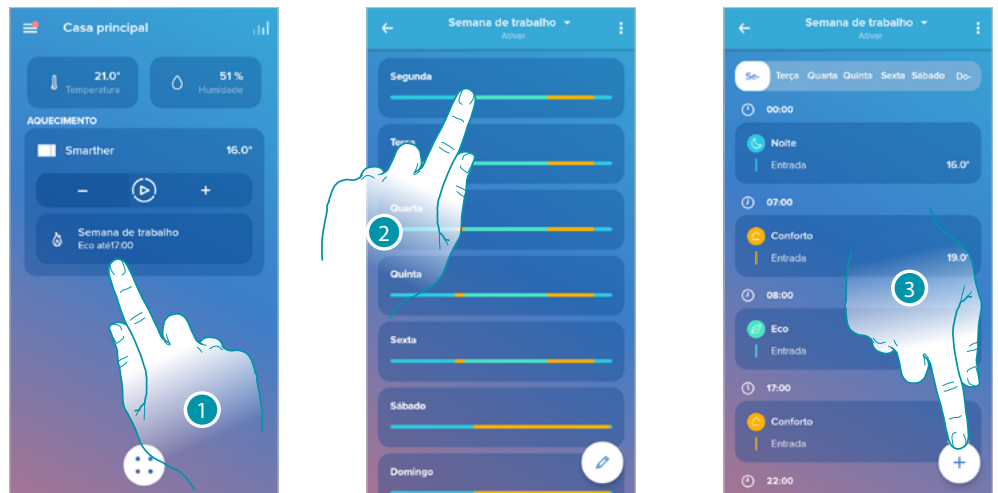 Casa principal
21.0°
Temperatura
51 %
Humidade
AQUECIMENTO
Smarther
16.0°
Semana de trabalho
Eco até17:00
1
Semana de trabalho
Ativar
Segunda
Terça
Quarta
Quinta
Sexta
Sábado
Domingo
2
Semana de trabalho
Ativar
Se- Terça Quarta Quinta Sexta Sábado Do-
00:00
Noite
Entrada 16.0°
07:00
Conforto
Entrada 19.0°
08:00
Eco
Entrada
17:00
Conforto
Entrada
22:00
3